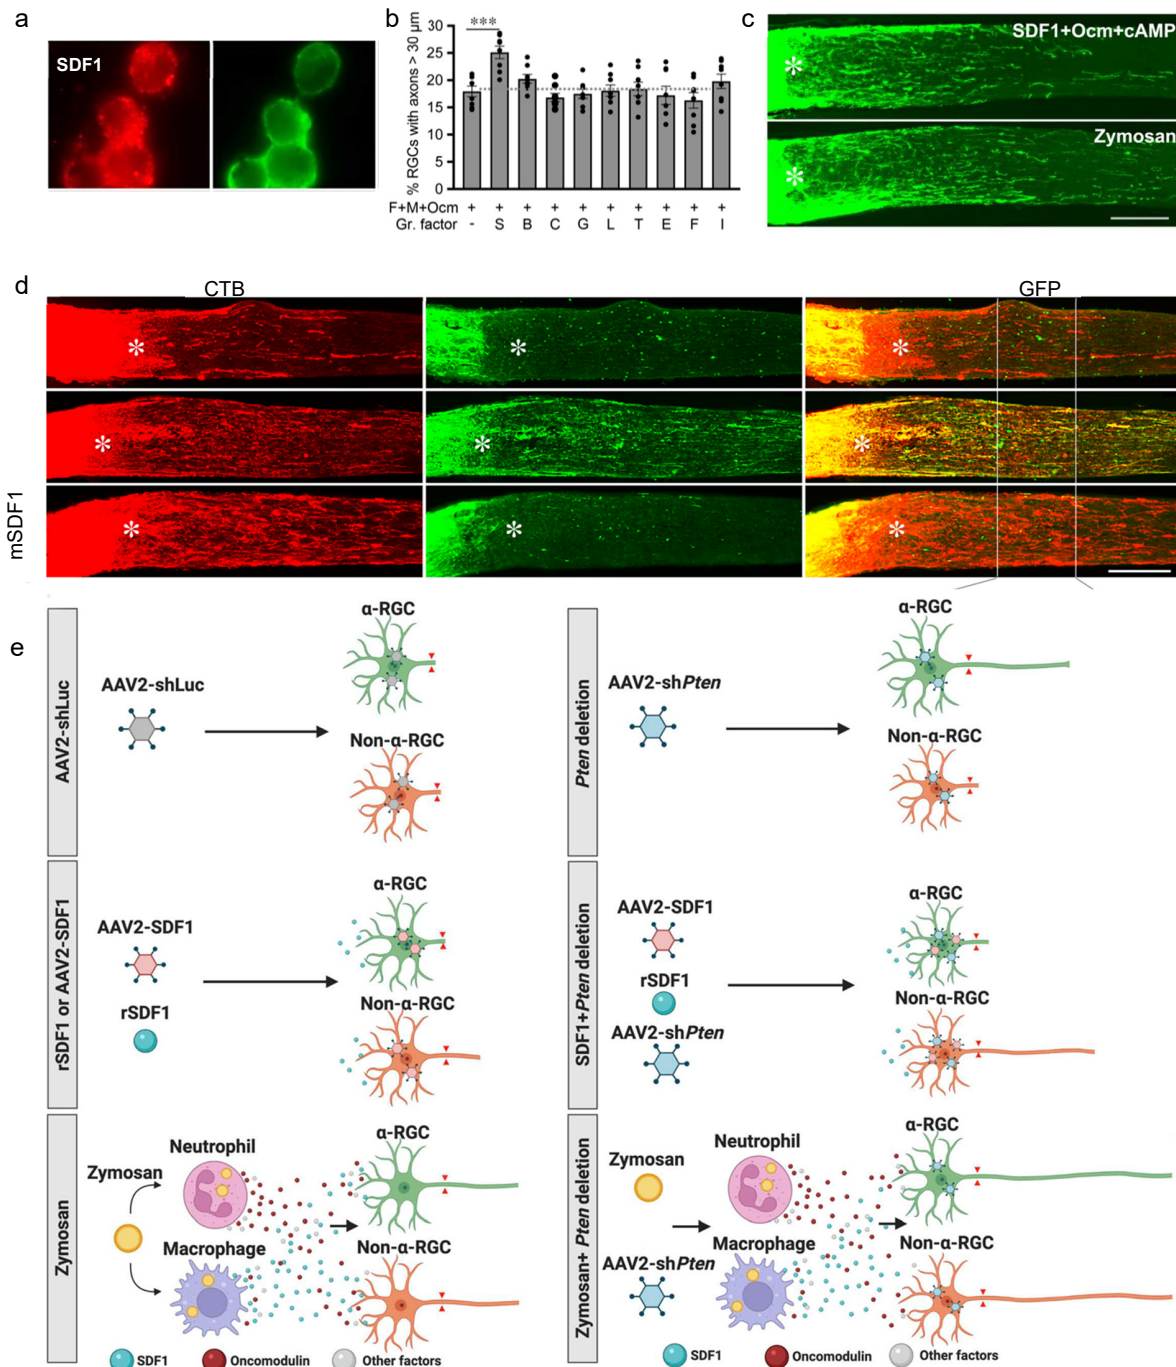 a
SDF1
b
% RGCs with axons > 30 µm
30
25
20
15
10
5
0
***
F+M+Ocm + + + + + + + + + +
Gr. factor - S B C G L T E F I
c
SDF1+Ocm+cAMP
*
Zymosan
*
d
CTB
GFP
* * *
* * *
mSDF1
* * *
e
AAV2-shLuc
AAV2-shLuc
α-RGC
Non-α-RGC
Pten deletion
AAV2-shPten
α-RGC
Non-α-RGC
rSDF1 or AAV2-SDF1
AAV2-SDF1
rSDF1
α-RGC
Non-α-RGC
SDF1+Pten deletion
AAV2-SDF1
rSDF1
AAV2-shPten
α-RGC
Non-α-RGC
Zymosan
Zymosan
Neutrophil
Macrophage
α-RGC
Non-α-RGC
SDF1 Oncomodulin Other factors
Zymosan+ Pten deletion
Zymosan
AAV2-shPten
Neutrophil
Macrophage
α-RGC
Non-α-RGC
SDF1 Oncomodulin Other factors